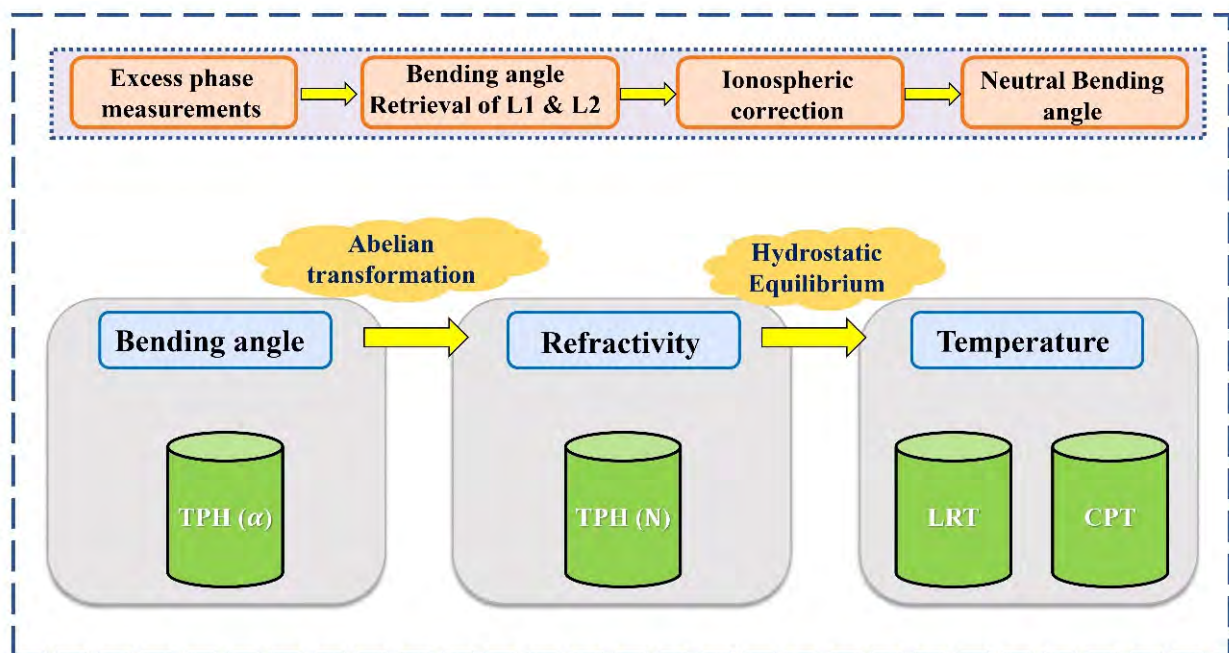 Excess phase
measurements
Bending angle
Retrieval of L1 & L2
Ionospheric
correction
Neutral Bending
angle
Abelian
transformation
Hydrostatic
Equilibrium
Bending angle
Refractivity
Temperature
TPH (α)
TPH (N)
LRT
CPT